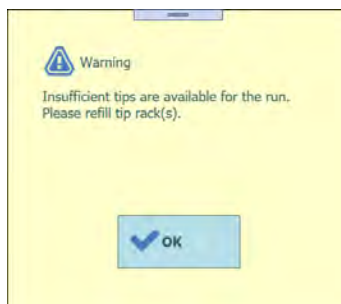 Warning
Insufficient tips are available for the run.
Please refill tip rack(s).
OK